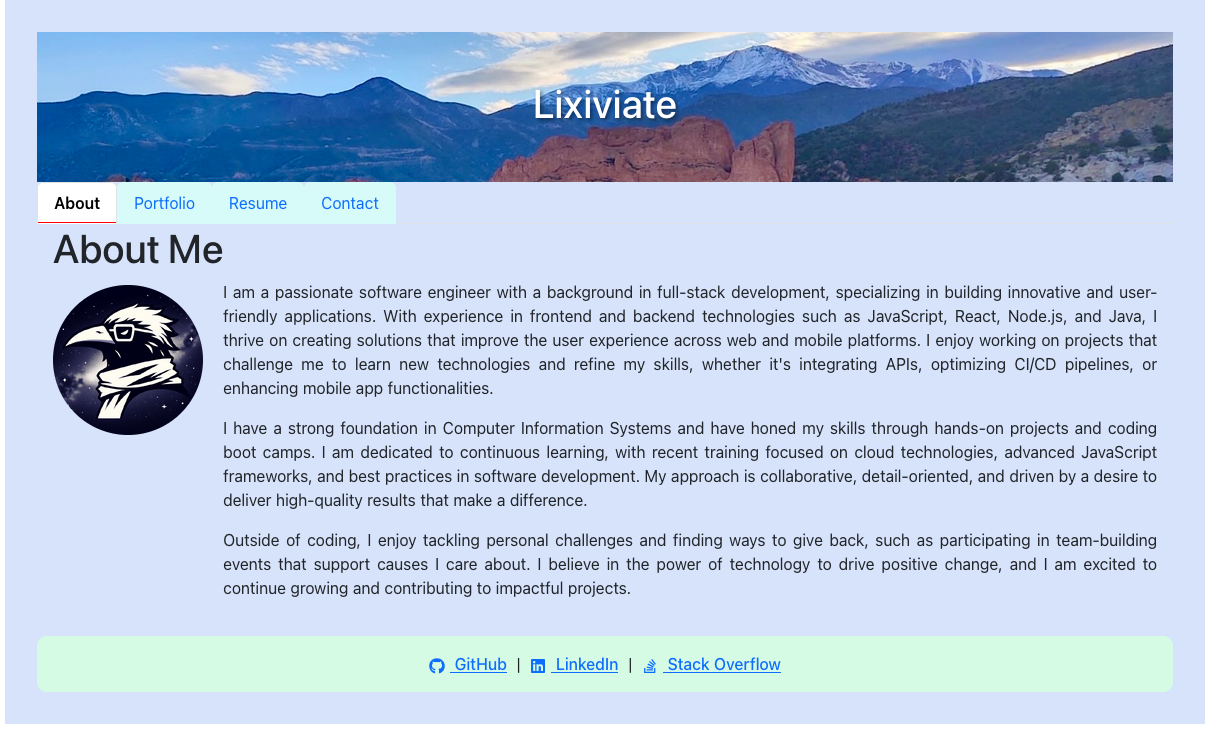 Lixiviate
About Portfolio Resume Contact
About Me
I am a passionate software engineer with a background in full-stack development, specializing in building innovative and user-
friendly applications. With experience in frontend and backend technologies such as JavaScript, React, Node.js, and Java, I
thrive on creating solutions that improve the user experience across web and mobile platforms. I enjoy working on projects that
challenge me to learn new technologies and refine my skills, whether it's integrating APIs, optimizing CI/CD pipelines, or
enhancing mobile app functionalities.
I have a strong foundation in Computer Information Systems and have honed my skills through hands-on projects and coding
boot camps. I am dedicated to continuous learning, with recent training focused on cloud technologies, advanced JavaScript
frameworks, and best practices in software development. My approach is collaborative, detail-oriented, and driven by a desire to
deliver high-quality results that make a difference.
Outside of coding, I enjoy tackling personal challenges and finding ways to give back, such as participating in team-building
events that support causes I care about. I believe in the power of technology to drive positive change, and I am excited to
continue growing and contributing to impactful projects.
GitHub | LinkedIn | Stack Overflow